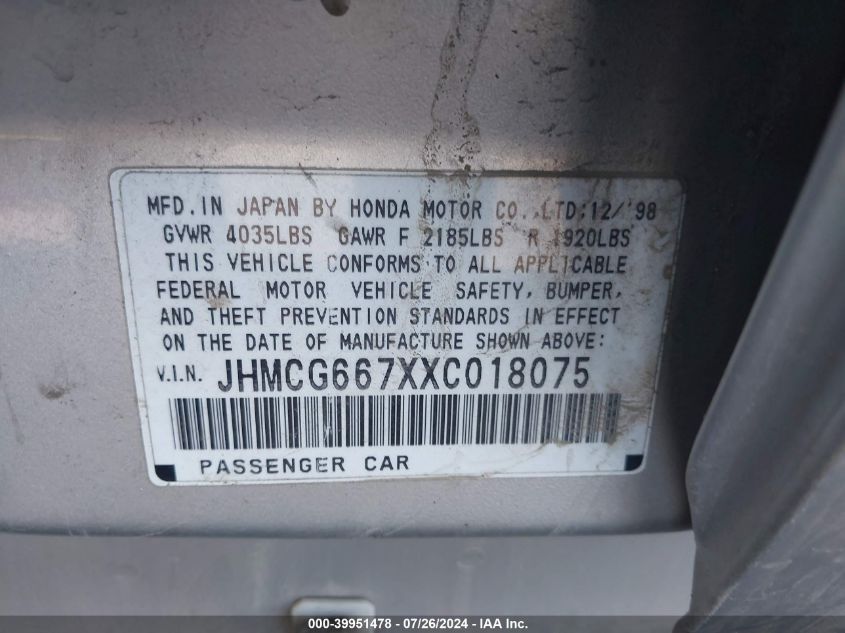 MFD.IN JAPAN BY HONDA MOTOR CO.,LTD:12/'98
GVWR 4035LBS GAWR F 2185LBS R 1920LBS
THIS VEHICLE CONFORMS TO ALL APPLICABLE
FEDERAL MOTOR VEHICLE SAFETY, BUMPER,
AND THEFT PREVENTION STANDARDS IN EFFECT
ON THE DATE OF MANUFACTURE SHOWN ABOVE:
V.I.N. JHMCG667XXC018075
PASSENGER CAR
000-39951478 - 07/26/2024 - IAA Inc.